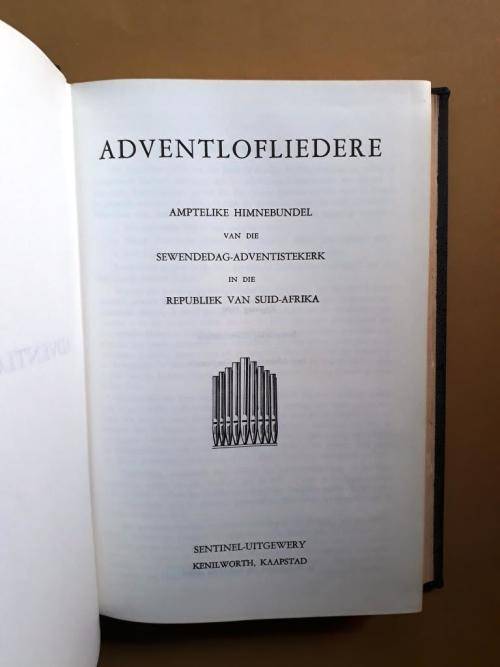 ADVENTLOFLIEDERE
AMPTELIKE HIMNEBUNDEL
VAN DIE
SEWENDEDAG-ADVENTISTEKERK
IN DIE
REPUBLIEK VAN SUID-AFRIKA
SENTINEL-UITGEWERY
KENILWORTH, KAAPSTAD